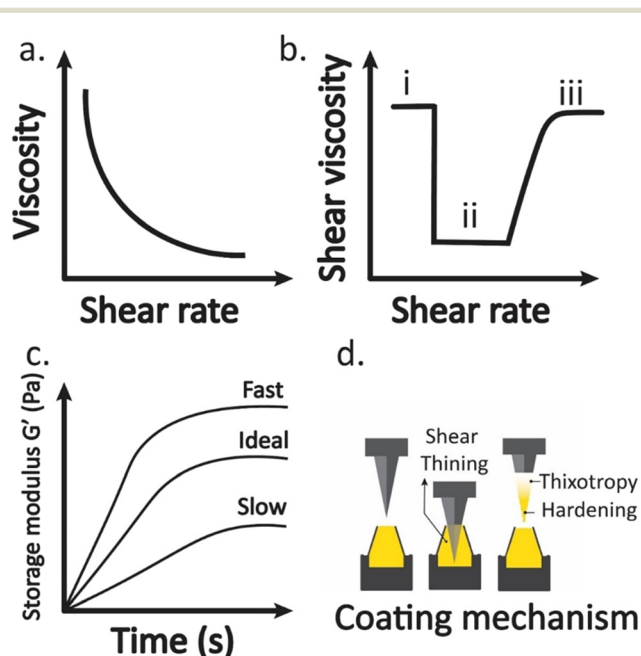 a.
Viscosity
Shear rate
b.
Shear viscosity
i
ii
iii
Shear rate
c.
Storage modulus G′ (Pa)
Fast
Ideal
Slow
Time (s)
d.
Shear
Thining
Thixotropy
Hardening
Coating mechanism